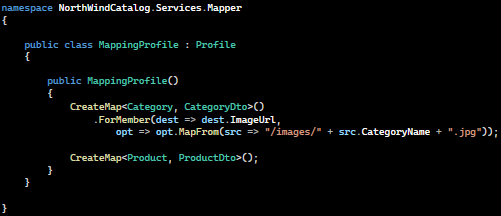 namespace NorthWindCatalog.Services.Mapper
{
    public class MappingProfile : Profile
    {
        public MappingProfile()
        {
            CreateMap<Category, CategoryDto>()
                .ForMember(dest => dest.ImageUrl,
                    opt => opt.MapFrom(src => "/images/" + src.CategoryName + ".jpg"));
            CreateMap<Product, ProductDto>();
        }
    }
}